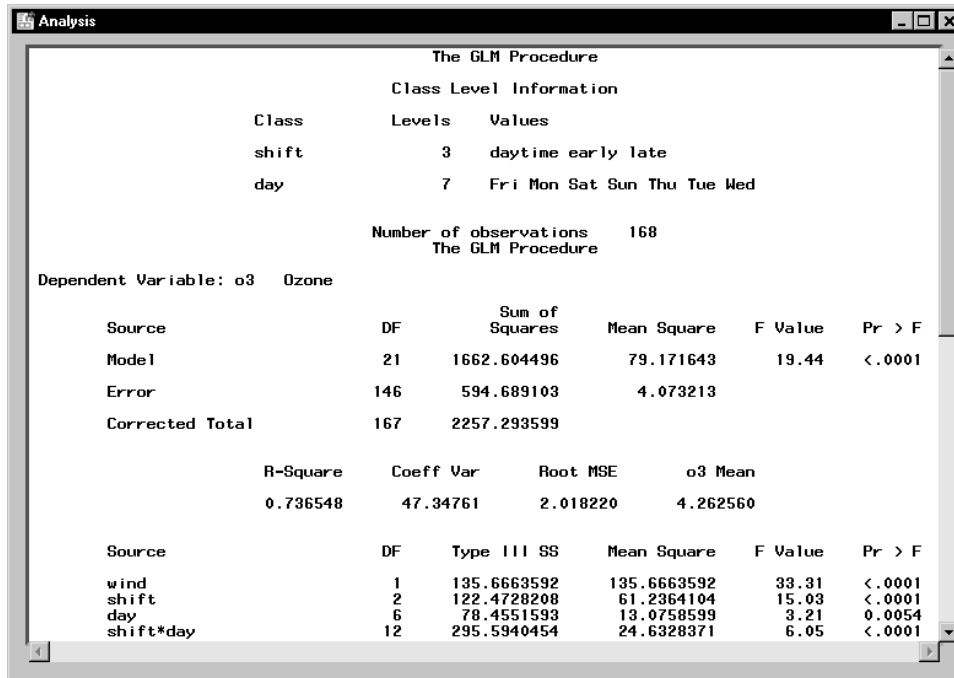 Analysis
The GLM Procedure
Class Level Information
Class Levels Values
shift 3 daytime early late
day 7 Fri Mon Sat Sun Thu Tue Wed
Number of observations 168
The GLM Procedure
Dependent Variable: o3 Ozone
Sum of
Source DF Squares Mean Square F Value Pr > F
Model 21 1662.604496 79.171643 19.44 <.0001
Error 146 594.689103 4.073213
Corrected Total 167 2257.293599
R-Square Coeff Var Root MSE o3 Mean
0.736548 47.34761 2.018220 4.262560
Source DF Type III SS Mean Square F Value Pr > F
wind 1 135.6663592 135.6663592 33.31 <.0001
shift 2 122.4728208 61.2364104 15.03 <.0001
day 6 78.4551593 13.0758599 3.21 0.0054
shift*day 12 295.5940454 24.6328371 6.05 <.0001